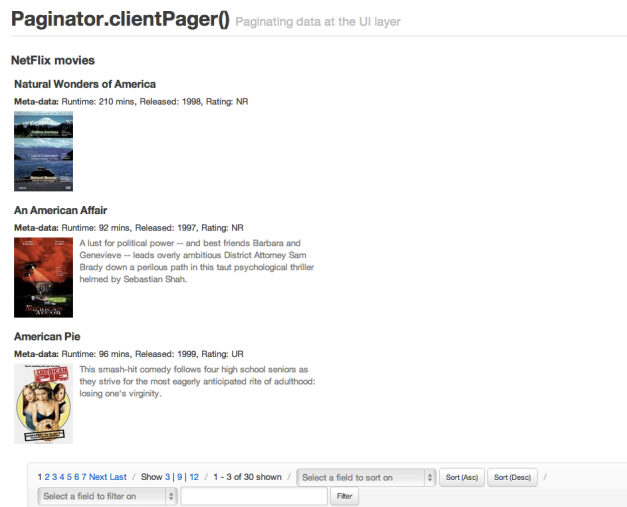 Paginator.clientPager() Paginating data at the UI layer
NetFlix movies
Natural Wonders of America
Meta-data: Runtime: 210 mins, Released: 1998, Rating: NR
An American Affair
Meta-data: Runtime: 92 mins, Released: 1997, Rating: NR
A lust for political power -- and best friends Barbara and
Genevieve -- leads overly ambitious District Attorney Sam
Brady down a perilous path in this taut psychological thriller
helmed by Sebastian Shah.
American Pie
Meta-data: Runtime: 96 mins, Released: 1999, Rating: UR
AMERICAN
PIE
This smash-hit comedy follows four high school seniors as
they strive for the most eagerly anticipated rite of adulthood:
losing one's virginity.
1 2 3 4 5 6 7 Next Last / Show 3 | 9 | 12 / 1 - 3 of 30 shown / Select a field to sort on Sort (Asc) Sort (Desc) /
Select a field to filter on Filter